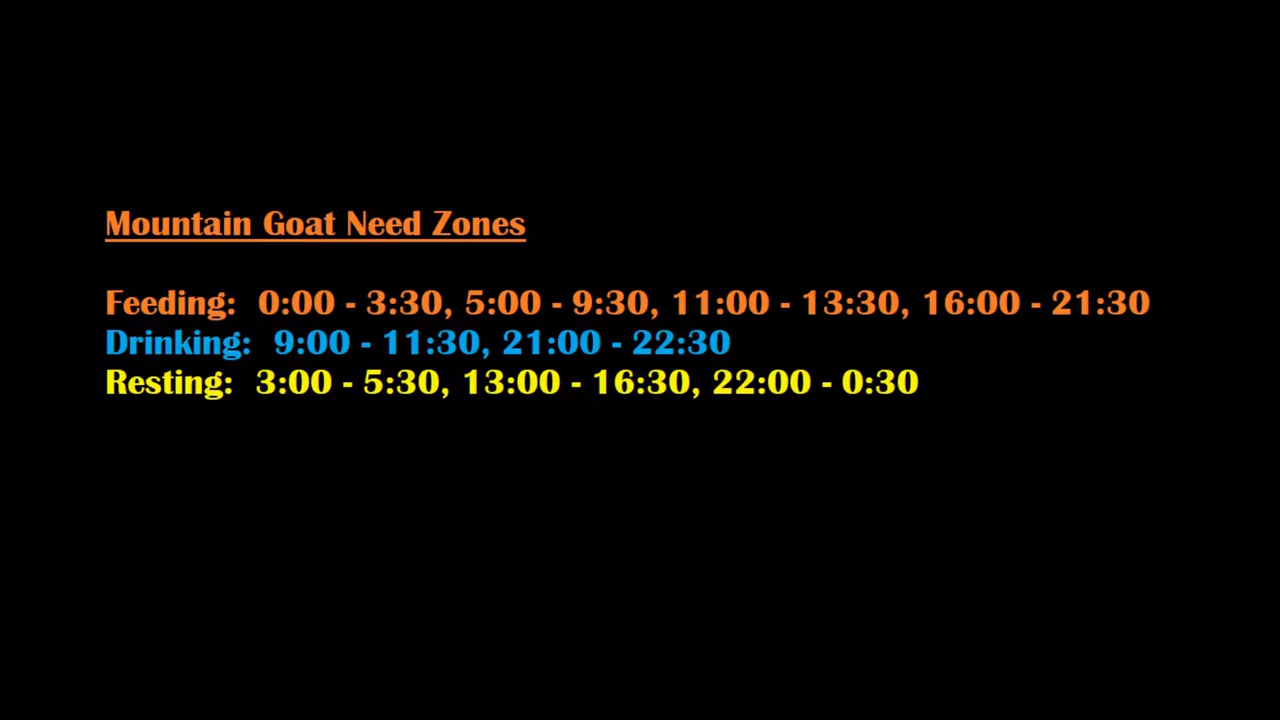 Mountain Goat Need Zones
Feeding: 0:00 - 3:30, 5:00 - 9:30, 11:00 - 13:30, 16:00 - 21:30
Drinking: 9:00 - 11:30, 21:00 - 22:30
Resting: 3:00 - 5:30, 13:00 - 16:30, 22:00 - 0:30